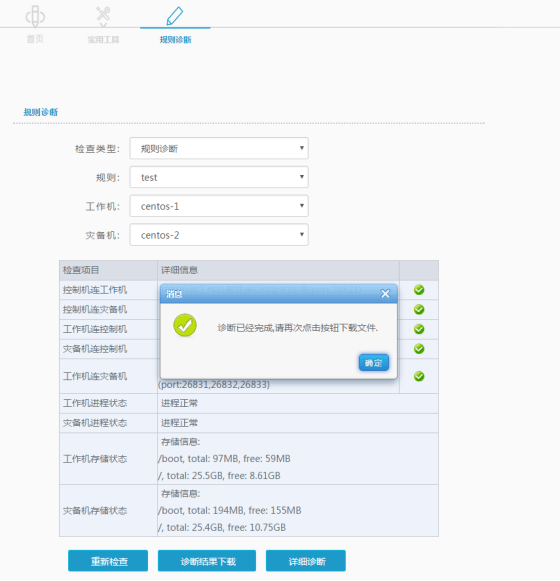 首页
实用工具
规则诊断
规则诊断
检查类型:
规则诊断
规则:
test
工作机:
centos-1
灾备机:
centos-2
检查项目 详细信息
控制机连工作机
控制机连灾备机
工作机连控制机
灾备机连控制机
工作机连灾备机
(port:26831,26832,26833)
消息
诊断已经完成,请再次点击按钮下载文件.
确定
工作机进程状态 进程正常
灾备机进程状态 进程正常
工作机存储状态
存储信息:
/boot, total: 97MB, free: 59MB
/, total: 25.5GB, free: 8.61GB
灾备机存储状态
存储信息:
/boot, total: 194MB, free: 155MB
/, total: 25.4GB, free: 10.75GB
重新检查 诊断结果下载 详细诊断